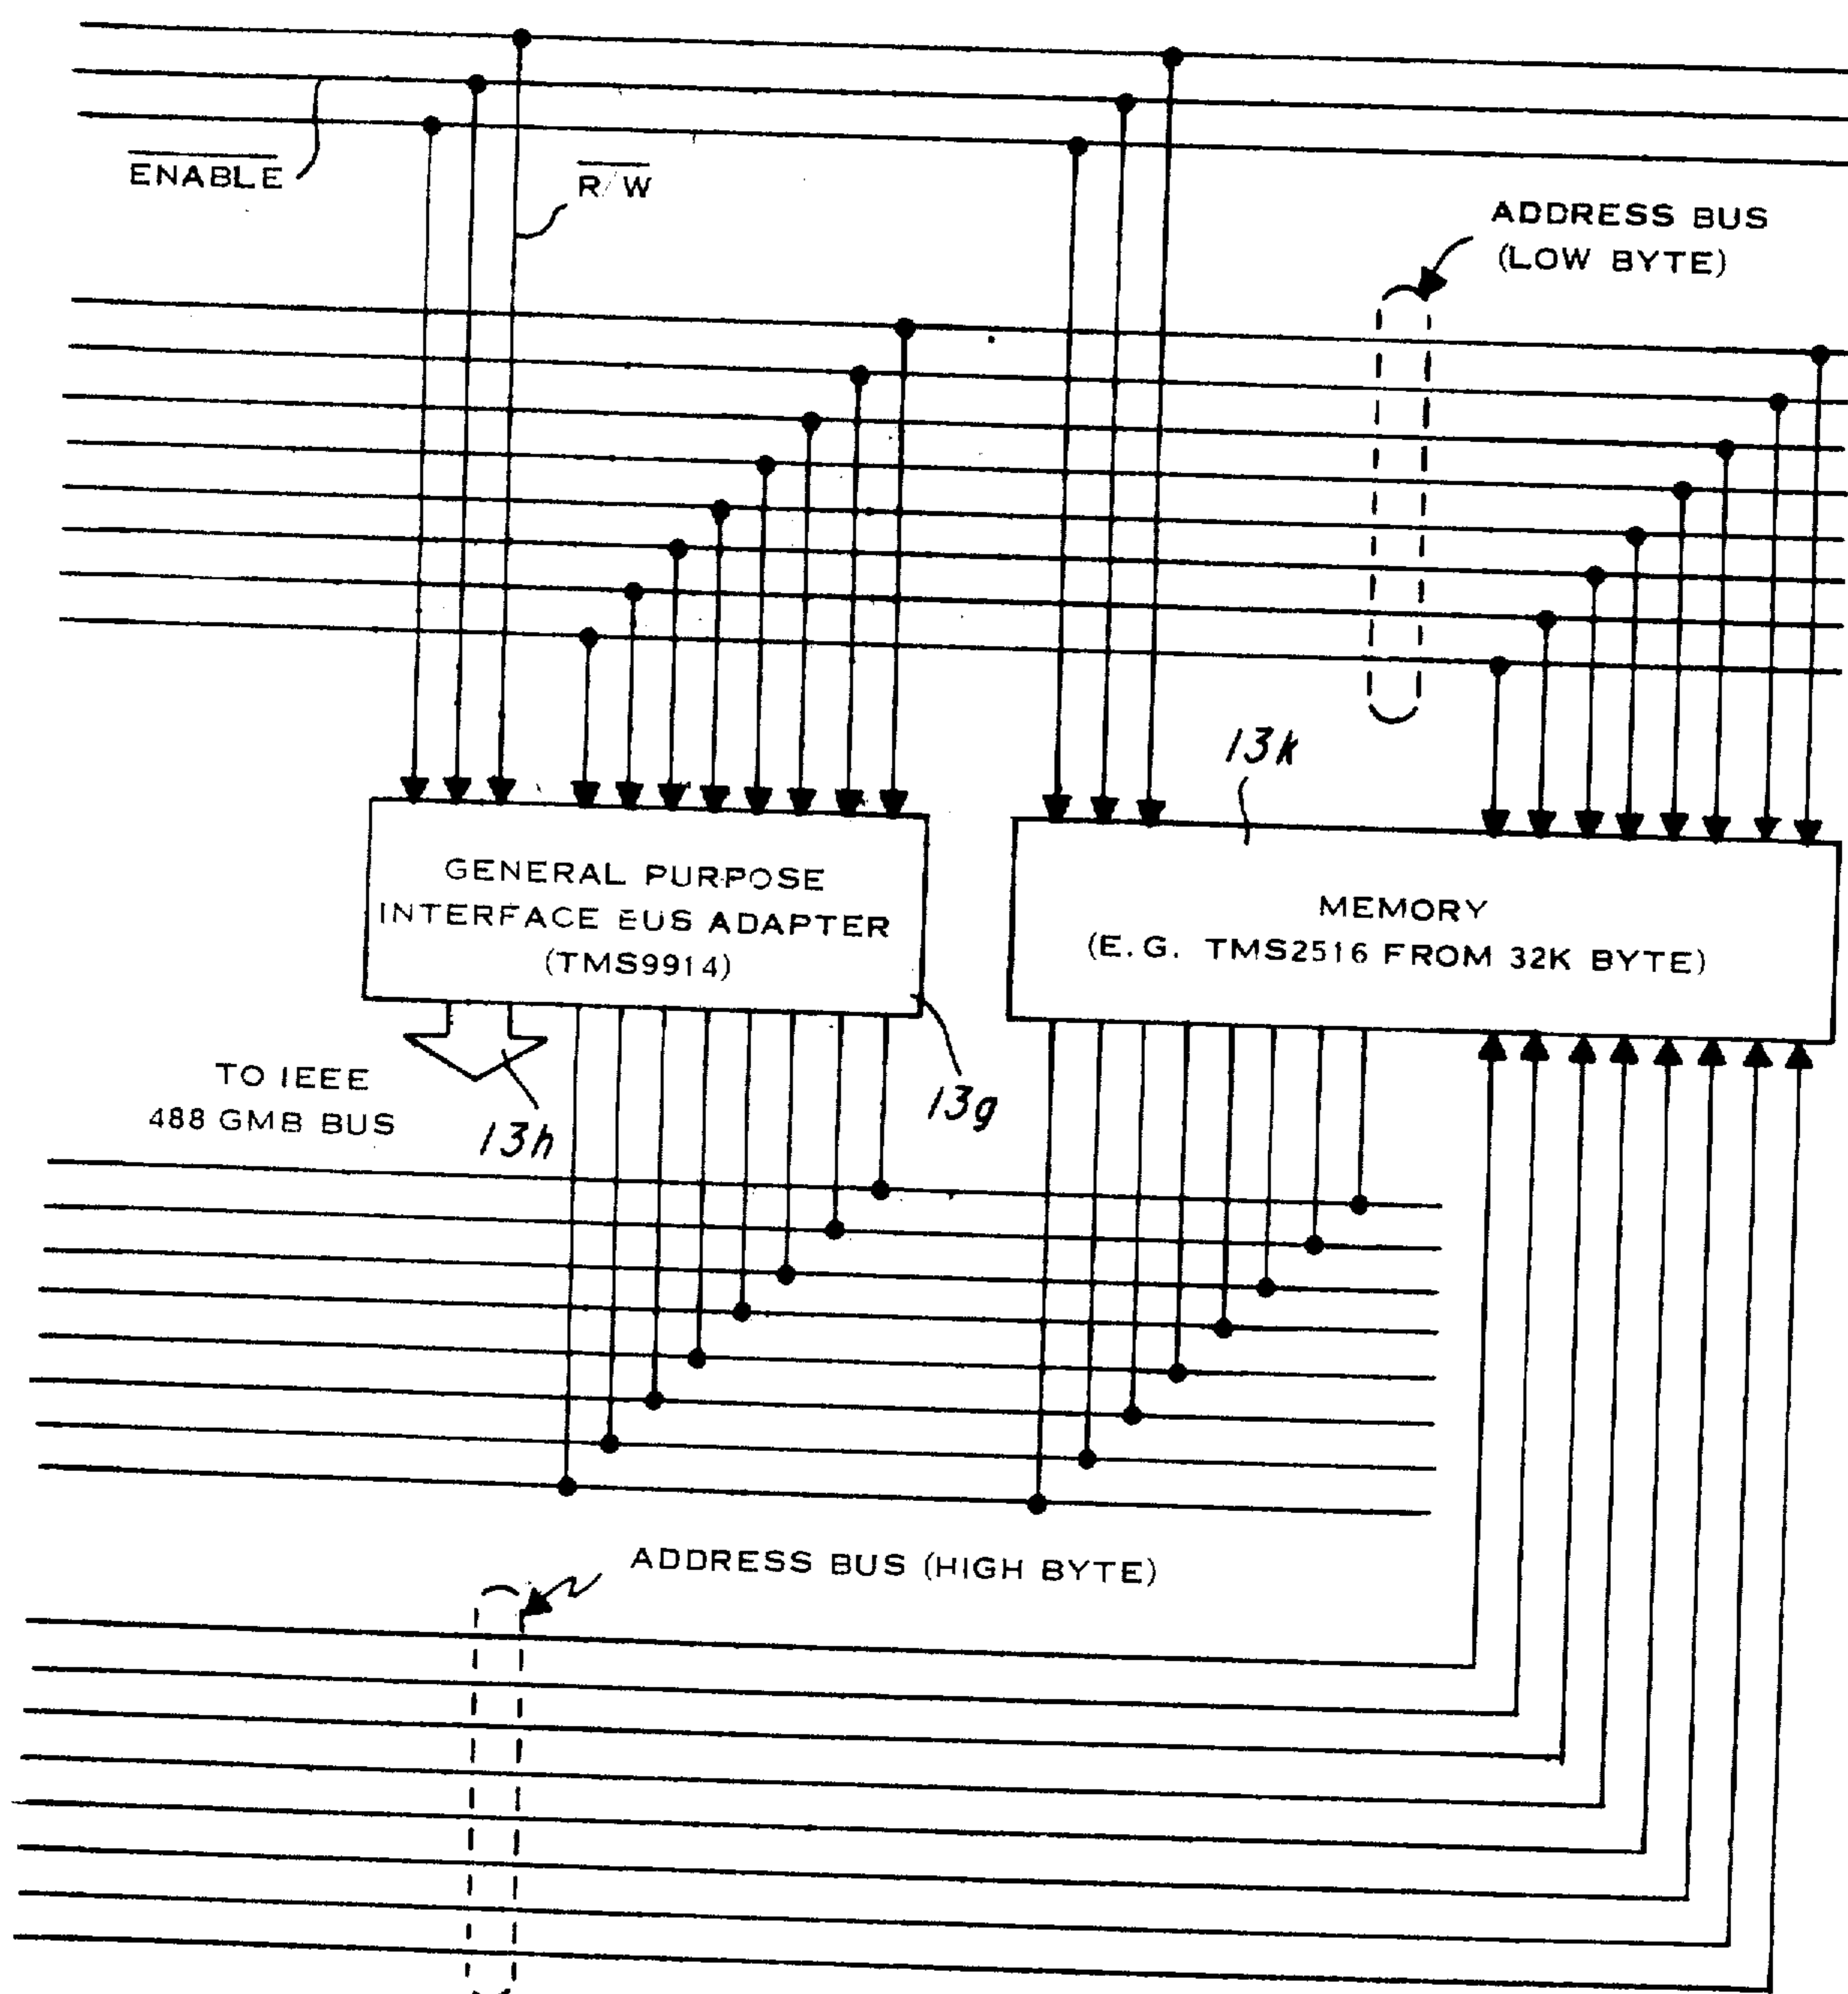 ENABLE
R/W
ADDRESS BUS
(LOW BYTE)
13k
GENERAL PURPOSE
INTERFACE EUS ADAPTER
(TMS9914)
MEMORY
(E.G. TMS2516 FROM 32K BYTE)
TO IEEE
488 GMB BUS
13h
13g
ADDRESS BUS (HIGH BYTE)